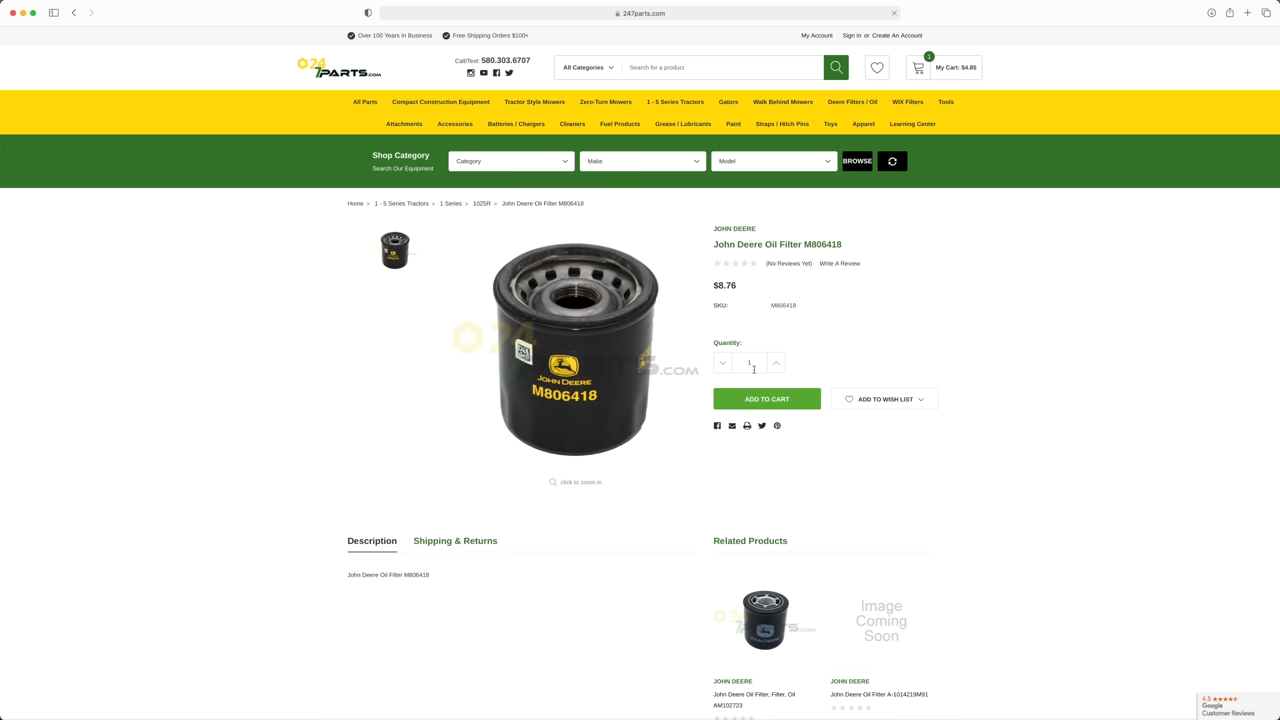 247parts.com
Over 100 Years In Business
Free Shipping Orders $100+
My Account
Sign In or Create An Account
24
7PARTS.COM
Call/Text: 580.303.6707
All Categories
Search for a product
1
My Cart: $4.85
All Parts
Compact Construction Equipment
Tractor Style Mowers
Zero-Turn Mowers
1 - 5 Series Tractors
Gators
Walk Behind Mowers
Deere Filters / Oil
WIX Filters
Tools
Attachments
Accessories
Batteries / Chargers
Cleaners
Fuel Products
Grease / Lubricants
Paint
Straps / Hitch Pins
Toys
Apparel
Learning Center
Shop Category
Search Our Equipment
Category
Make
Model
BROWSE
Home > 1 - 5 Series Tractors > 1 Series > 1025R > John Deere Oil Filter M806418
JOHN DEERE
M806418
24
PARTS.COM
click to zoom in
JOHN DEERE
John Deere Oil Filter M806418
(No Reviews Yet)
Write A Review
$8.76
SKU:
M806418
Quantity:
1
ADD TO CART
ADD TO WISH LIST
Description
Shipping & Returns
John Deere Oil Filter M806418
Related Products
JOHN DEERE
John Deere Oil Filter, Filter, Oil
AM102723
Image
Coming
Soon
JOHN DEERE
John Deere Oil Filter A-1014219M91
4.5
Google
Customer Reviews